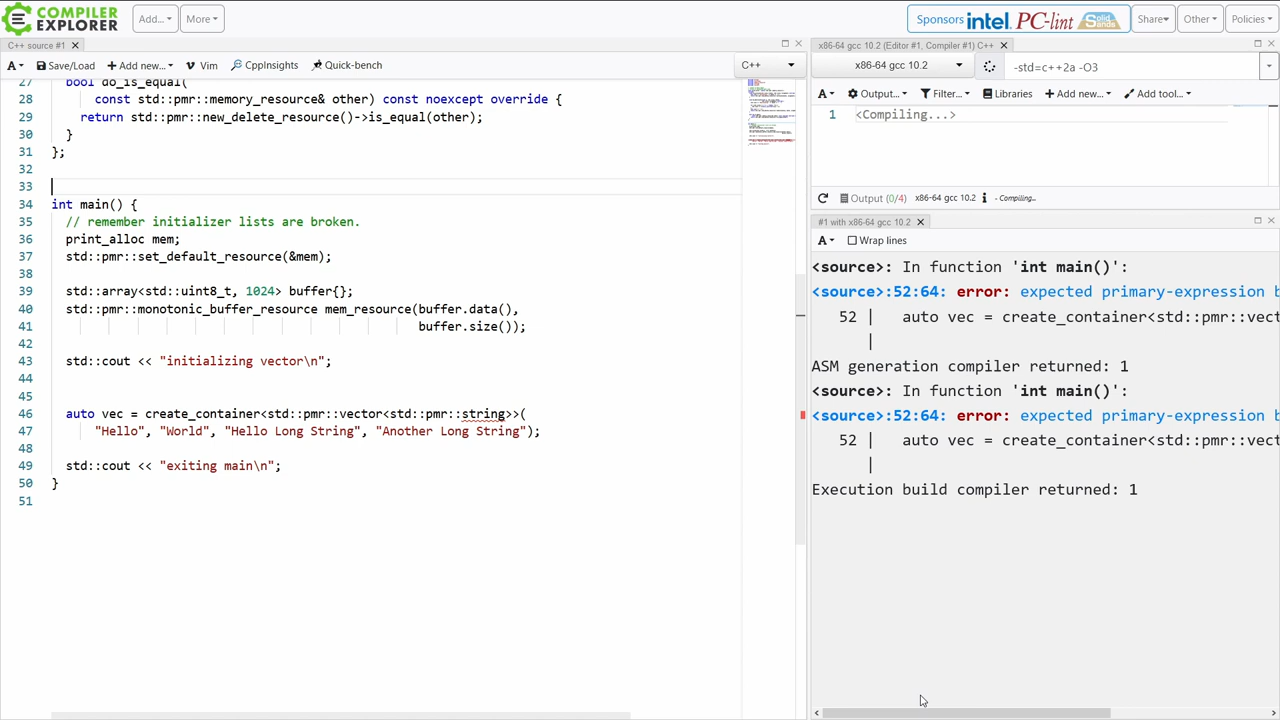 COMPILER EXPLORER Add... More Sponsors intel. PC-lint Solid Sands Share Other Policies
C++ source #1 x86-64 gcc 10.2 (Editor #1, Compiler #1) C++
A Save/Load Add new... Vim CppInsights Quick-bench C++ x86-64 gcc 10.2 -std=c++2a -O3
A Output... Filter... Libraries Add new... Add tool...
1 <Compiling...>
Output (0/4) x86-64 gcc 10.2 i - Compiling...
#1 with x86-64 gcc 10.2
A Wrap lines
27 bool do_is_equal(
28 const std::pmr::memory_resource &other) const noexcept override {
29 return std::pmr::new_delete_resource()->is_equal(other);
30 }
31 };
32
33
34 int main() {
35 // remember initializer lists are broken.
36 print_alloc mem;
37 std::pmr::set_default_resource(&mem);
38
39 std::array<std::uint8_t, 1024> buffer{};
40 std::pmr::monotonic_buffer_resource mem_resource(buffer.data(),
41 buffer.size());
42
43 std::cout << "initializing vector\n";
44
45
46 auto vec = create_container<std::pmr::vector<std::pmr::string>>(
47 "Hello", "World", "Hello Long String", "Another Long String");
48
49 std::cout << "exiting main\n";
50 }
51
<source>: In function 'int main()':
<source>:52:64: error: expected primary-expression b
52 | auto vec = create_container<std::pmr::vect
|
ASM generation compiler returned: 1
<source>: In function 'int main()':
<source>:52:64: error: expected primary-expression b
52 | auto vec = create_container<std::pmr::vect
|
Execution build compiler returned: 1